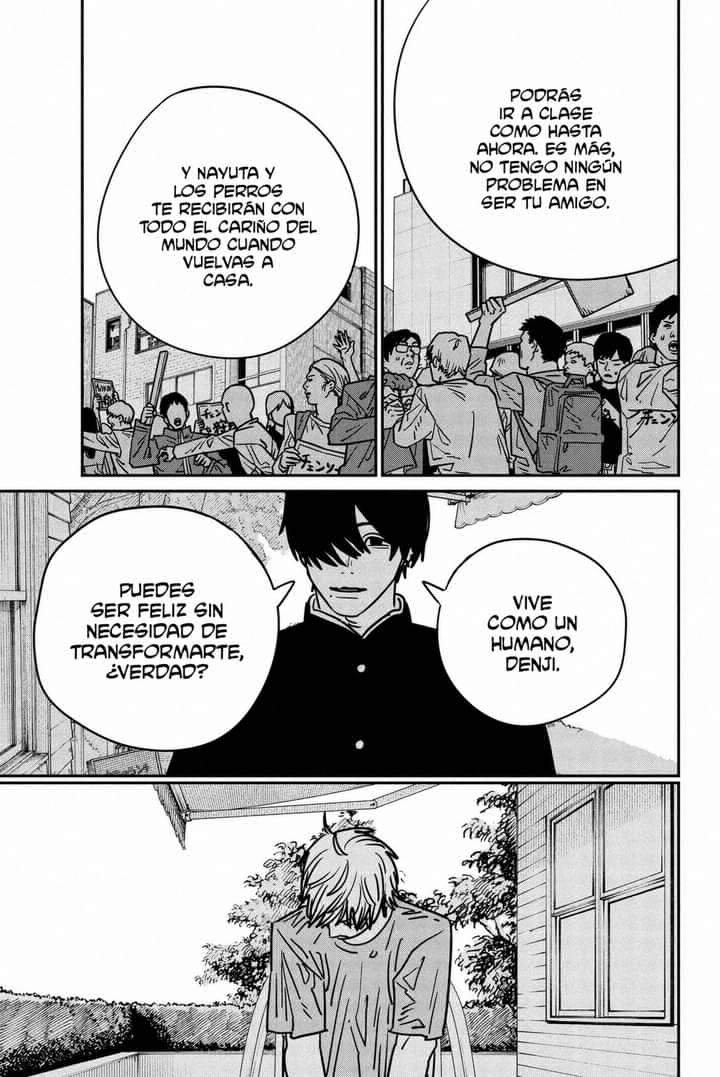 PODRÁS
IR A CLASE
COMO HASTA
AHORA. ES MÁS,
NO TENGO NINGÚN
PROBLEMA EN
SER TU AMIGO.
Y NAYUTA Y
LOS PERROS
TE RECIBIRÁN CON
TODO EL CARIÑO DEL
MUNDO CUANDO
VUELVAS A
CASA.
VIVE
COMO UN
HUMANO,
DENJI.
PUEDES
SER FELIZ SIN
NECESIDAD DE
TRANSFORMARTE,
¿VERDAD?